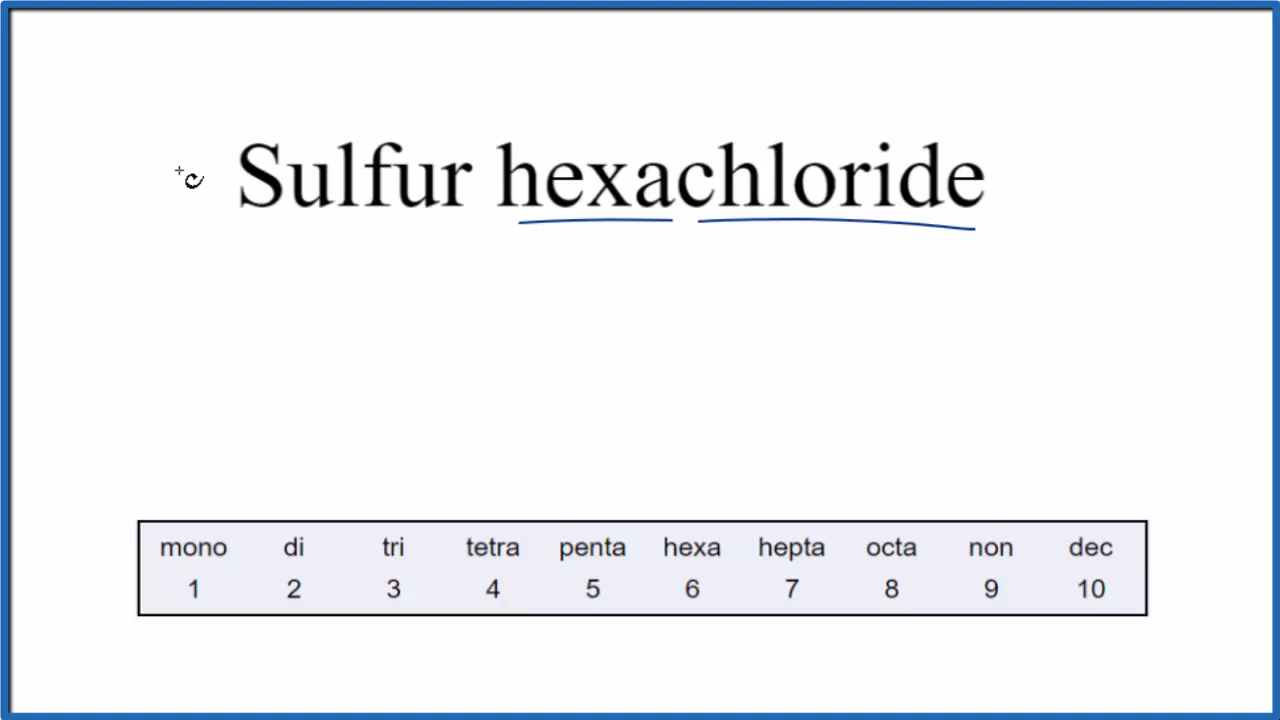 Sulfur hexachloride
mono di tri tetra penta hexa hepta octa non dec
1 2 3 4 5 6 7 8 9 10